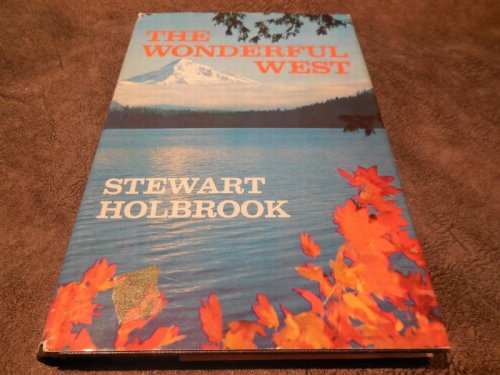 THE
WONDERFUL
WEST
STEWART
HOLBROOK